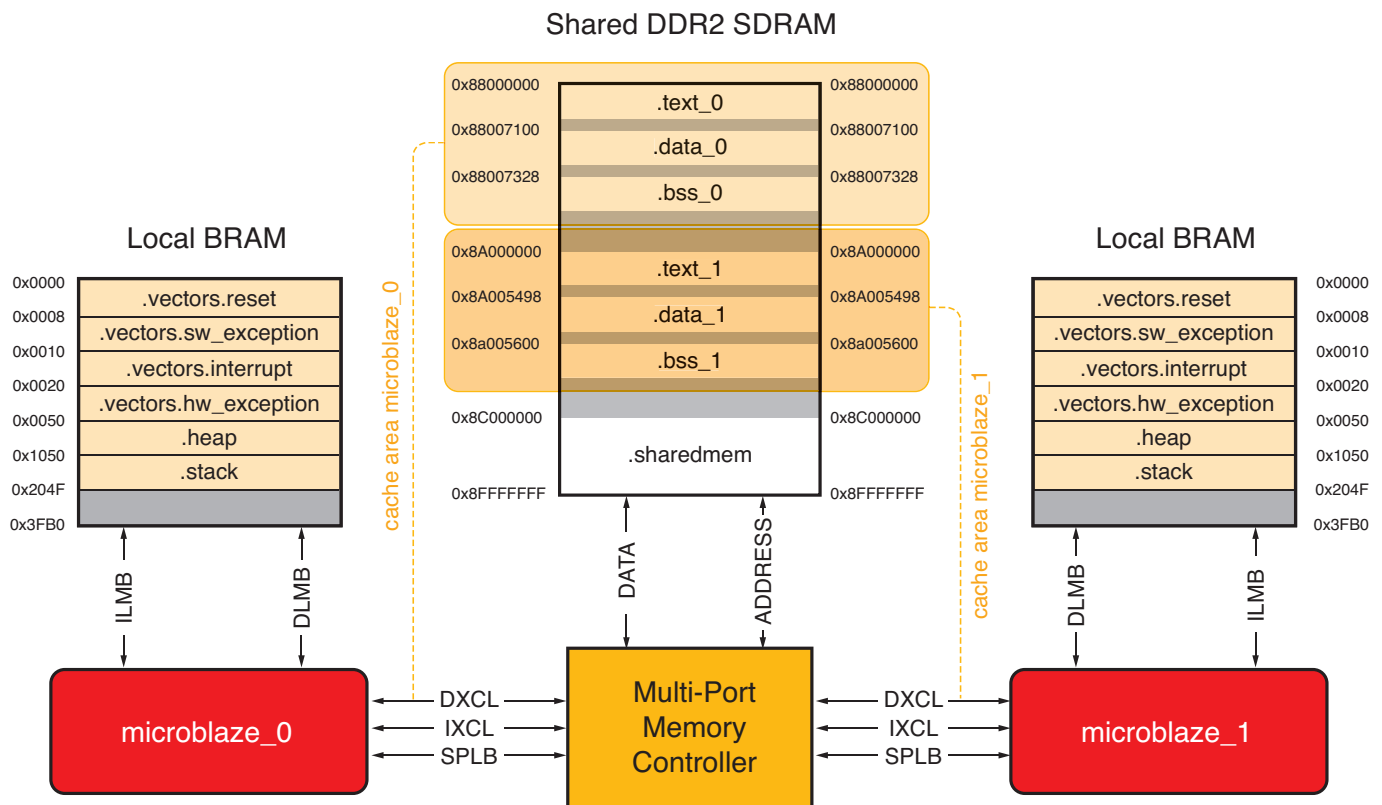 Shared DDR2 SDRAM
0x88000000
.text_0
0x88000000
0x88007100
.data_0
0x88007100
0x88007328
.bss_0
0x88007328
0x8A000000
.text_1
0x8A000000
0x8A005498
.data_1
0x8A005498
0x8a005600
.bss_1
0x8a005600
0x8C000000
0x8C000000
.sharedmem
0x8FFFFFFF
0x8FFFFFFF
Local BRAM
0x0000
.vectors.reset
0x0008
.vectors.sw_exception
0x0010
.vectors.interrupt
0x0020
.vectors.hw_exception
0x0050
.heap
0x1050
.stack
0x204F
0x3FB0
cache area microblaze_0
Local BRAM
.vectors.reset
0x0000
0x0008
.vectors.sw_exception
0x0010
.vectors.interrupt
0x0020
.vectors.hw_exception
0x0050
.heap
0x1050
.stack
0x204F
0x3FB0
cache area microblaze_1
ILMB
DLMB
DATA
ADDRESS
DLMB
ILMB
microblaze_0
DXCL
IXCL
SPLB
Multi-Port
Memory
Controller
DXCL
IXCL
SPLB
microblaze_1